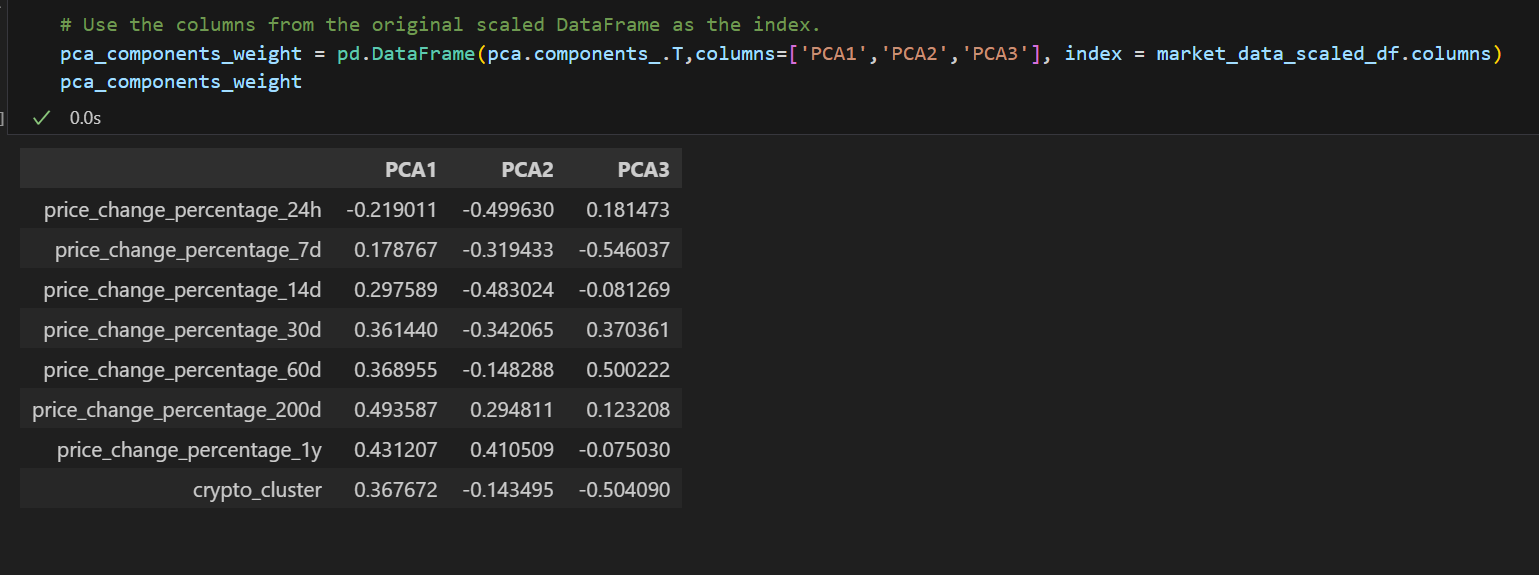 # Use the columns from the original scaled DataFrame as the index.
pca_components_weight = pd.DataFrame(pca.components_.T,columns=['PCA1','PCA2','PCA3'], index = market_data_scaled_df.columns)
pca_components_weight
] ✓ 0.0s
PCA1 PCA2 PCA3
price_change_percentage_24h -0.219011 -0.499630 0.181473
price_change_percentage_7d 0.178767 -0.319433 -0.546037
price_change_percentage_14d 0.297589 -0.483024 -0.081269
price_change_percentage_30d 0.361440 -0.342065 0.370361
price_change_percentage_60d 0.368955 -0.148288 0.500222
price_change_percentage_200d 0.493587 0.294811 0.123208
price_change_percentage_1y 0.431207 0.410509 -0.075030
crypto_cluster 0.367672 -0.143495 -0.504090